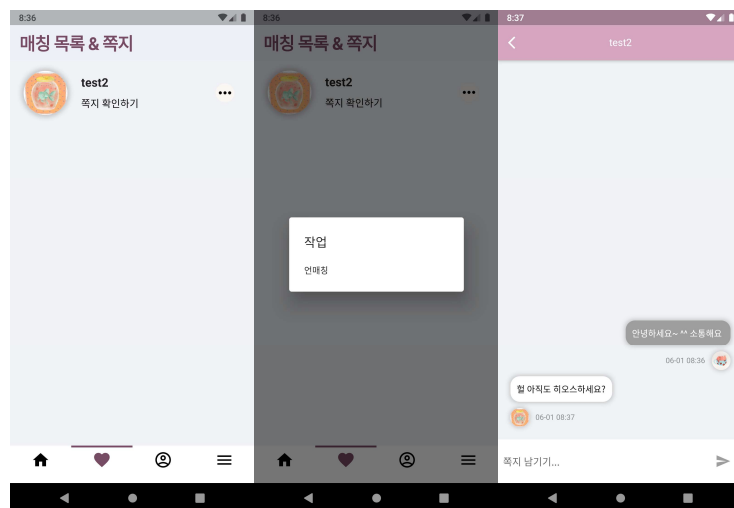 8:36
매칭 목록 & 쪽지
test2
쪽지 확인하기
8:36
매칭 목록 & 쪽지
test2
쪽지 확인하기
작업
언매칭
8:37
test2
안녕하세요~ ^^ 소통해요
06-01 08:36
헐 아직도 히오스하세요?
06-01 08:37
쪽지 남기기...